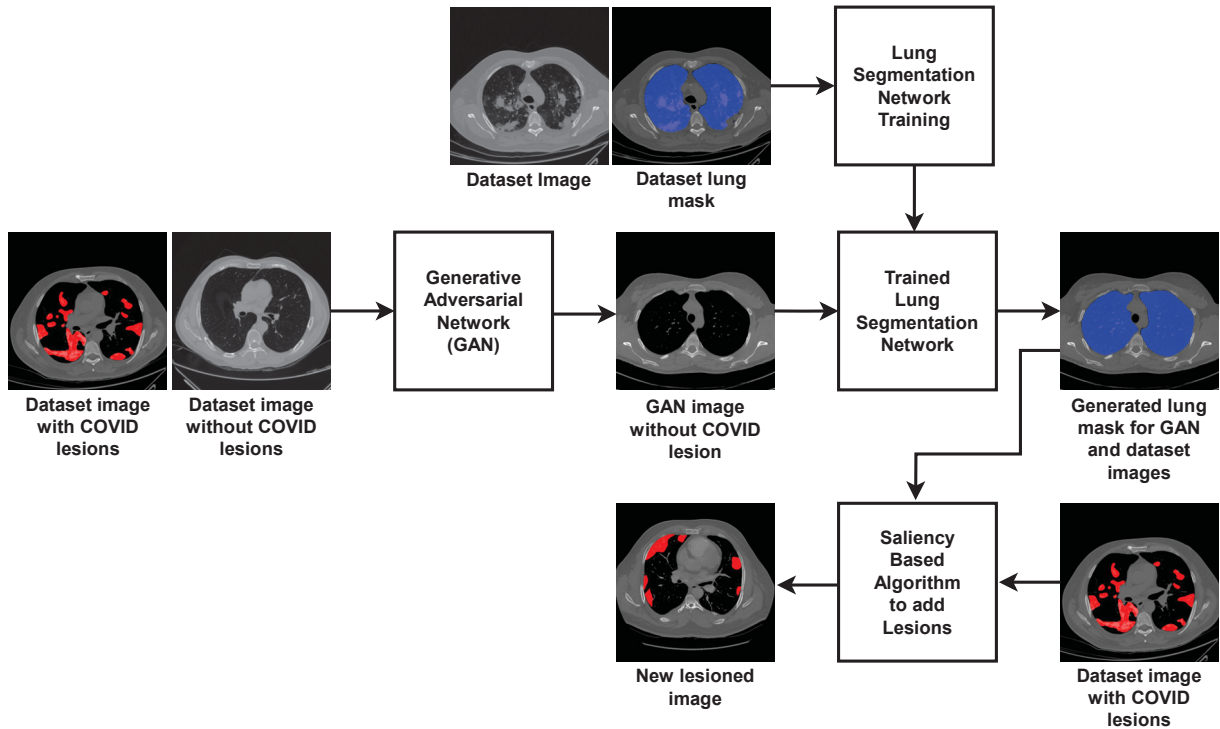 Lung
Segmentation
Network
Training
Dataset Image
Dataset lung
mask
Generative
Adversarial
Network
(GAN)
Trained
Lung
Segmentation
Network
Dataset image
with COVID
lesions
Dataset image
without COVID
lesions
GAN image
without COVID
lesion
Generated lung
mask for GAN
and dataset
images
Saliency
Based
Algorithm
to add
Lesions
New lesioned
image
Dataset image
with COVID
lesions